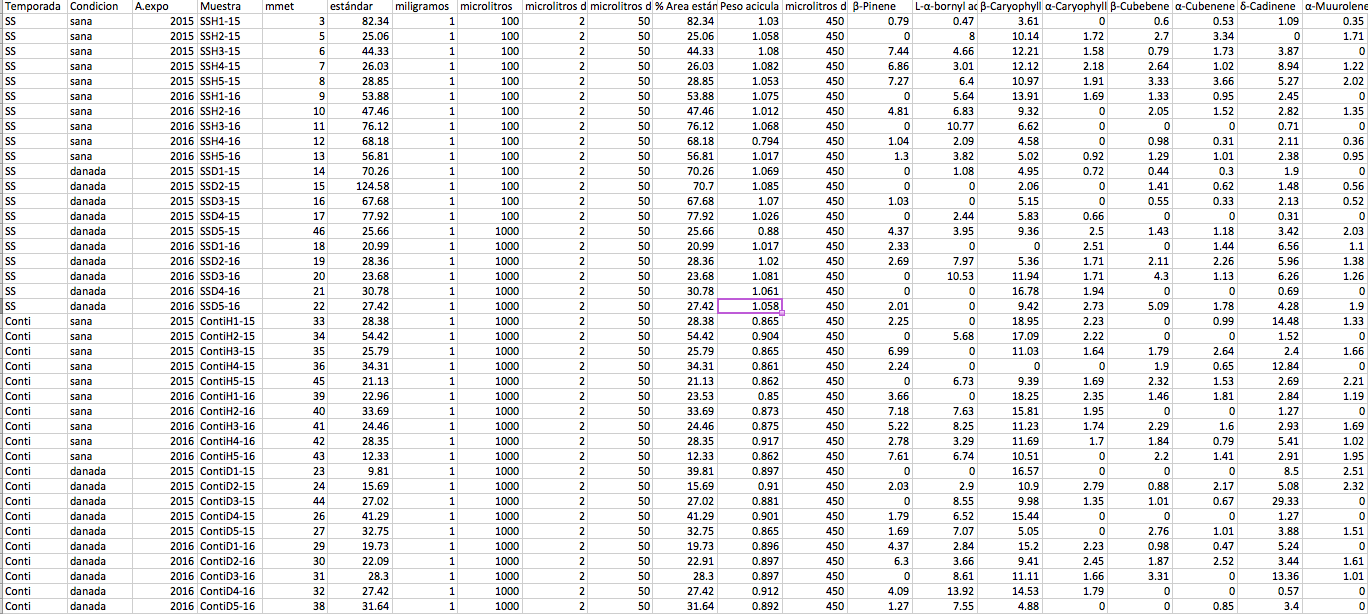 Temporada Condicion A.expo Muestra mmet estándar miligramos microlitros microlitros d microlitros d % Area están Peso acicula microlitros d β-Pinene L-α-bornyl ac β-Caryophyll α-Caryophyll β-Cubebene α-Cubenene δ-Cadinene α-Muurolene
SS sana 2015 SSH1-15 3 82.34 1 100 2 50 82.34 1.03 450 0.79 0.47 3.61 0 0.6 0.53 1.09 0.35
SS sana 2015 SSH2-15 5 25.06 1 100 2 50 25.06 1.058 450 0 8 10.14 1.72 2.7 3.34 0 1.71
SS sana 2015 SSH3-15 6 44.33 1 100 2 50 44.33 1.08 450 7.44 4.66 12.21 1.58 0.79 1.73 3.87 0
SS sana 2015 SSH4-15 7 26.03 1 100 2 50 26.03 1.082 450 6.86 3.01 12.12 2.18 2.64 1.02 8.94 1.22
SS sana 2015 SSH5-15 8 28.85 1 100 2 50 28.85 1.053 450 7.27 6.4 10.97 1.91 3.33 3.66 5.27 2.02
SS sana 2016 SSH1-16 9 53.88 1 100 2 50 53.88 1.075 450 0 5.64 13.91 1.69 1.33 0.95 2.45 0
SS sana 2016 SSH2-16 10 47.46 1 100 2 50 47.46 1.012 450 4.81 6.83 9.32 0 2.05 1.52 2.82 1.35
SS sana 2016 SSH3-16 11 76.12 1 100 2 50 76.12 1.068 450 0 10.77 6.62 0 0 0 0.71 0
SS sana 2016 SSH4-16 12 68.18 1 100 2 50 68.18 0.794 450 1.04 2.09 4.58 0 0.98 0.31 2.11 0.36
SS sana 2016 SSH5-16 13 56.81 1 100 2 50 56.81 1.017 450 1.3 3.82 5.02 0.92 1.29 1.01 2.38 0.95
SS danada 2015 SSD1-15 14 70.26 1 100 2 50 70.26 1.069 450 0 1.08 4.95 0.72 0.44 0.3 1.9 0
SS danada 2015 SSD2-15 15 124.58 1 100 2 50 70.7 1.085 450 0 0 2.06 0 1.41 0.62 1.48 0.56
SS danada 2015 SSD3-15 16 67.68 1 100 2 50 67.68 1.07 450 1.03 0 5.15 0 0.55 0.33 2.13 0.52
SS danada 2015 SSD4-15 17 77.92 1 100 2 50 77.92 1.026 450 0 2.44 5.83 0.66 0 0 0.31 0
SS danada 2015 SSD5-15 46 25.66 1 1000 2 50 25.66 0.88 450 4.37 3.95 9.36 2.5 1.43 1.18 3.42 2.03
SS danada 2016 SSD1-16 18 20.99 1 1000 2 50 20.99 1.017 450 2.33 0 0 2.51 0 1.44 6.56 1.1
SS danada 2016 SSD2-16 19 28.36 1 1000 2 50 28.36 1.02 450 2.69 7.97 5.36 1.71 2.11 2.26 5.96 1.38
SS danada 2016 SSD3-16 20 23.68 1 1000 2 50 23.68 1.081 450 0 10.53 11.94 1.71 4.3 1.13 6.26 1.26
SS danada 2016 SSD4-16 21 30.78 1 1000 2 50 30.78 1.061 450 0 0 16.78 1.94 0 0 0.69 0
SS danada 2016 SSD5-16 22 27.42 1 1000 2 50 27.42 1.058 450 2.01 0 9.42 2.73 5.09 1.78 4.28 1.9
Conti sana 2015 ContiH1-15 33 28.38 1 1000 2 50 28.38 0.865 450 2.25 0 18.95 2.23 0 0.99 14.48 1.33
Conti sana 2015 ContiH2-15 34 54.42 1 1000 2 50 54.42 0.904 450 0 5.68 17.09 2.22 0 0 1.52 0
Conti sana 2015 ContiH3-15 35 25.79 1 1000 2 50 25.79 0.865 450 6.99 0 11.03 1.64 1.79 2.64 2.4 1.66
Conti sana 2015 ContiH4-15 36 34.31 1 1000 2 50 34.31 0.861 450 2.24 0 0 0 1.9 0.65 12.84 0
Conti sana 2015 ContiH5-15 45 21.13 1 1000 2 50 21.13 0.862 450 0 6.73 9.39 1.69 2.32 1.53 2.69 2.21
Conti sana 2016 ContiH1-16 39 22.96 1 1000 2 50 23.53 0.85 450 3.66 0 18.25 2.35 1.46 1.81 2.84 1.19
Conti sana 2016 ContiH2-16 40 33.69 1 1000 2 50 33.69 0.873 450 7.18 7.63 15.81 1.95 0 0 1.27 0
Conti sana 2016 ContiH3-16 41 24.46 1 1000 2 50 24.46 0.875 450 5.22 8.25 11.23 1.74 2.29 1.6 2.93 1.69
Conti sana 2016 ContiH4-16 42 28.35 1 1000 2 50 28.35 0.917 450 2.78 3.29 11.69 1.7 1.84 0.79 5.41 1.02
Conti sana 2016 ContiH5-16 43 12.33 1 1000 2 50 12.33 0.862 450 7.61 6.74 10.51 0 2.2 1.41 2.91 1.95
Conti danada 2015 ContiD1-15 23 9.81 1 1000 2 50 39.81 0.897 450 0 0 16.57 0 0 0 8.5 2.51
Conti danada 2015 ContiD2-15 24 15.69 1 1000 2 50 15.69 0.91 450 2.03 2.9 10.9 2.79 0.88 2.17 5.08 2.32
Conti danada 2015 ContiD3-15 44 27.02 1 1000 2 50 27.02 0.881 450 0 8.55 9.98 1.35 1.01 0.67 29.33 0
Conti danada 2015 ContiD4-15 26 41.29 1 1000 2 50 41.29 0.901 450 1.79 6.52 15.44 0 0 0 1.27 0
Conti danada 2015 ContiD5-15 27 32.75 1 1000 2 50 32.75 0.865 450 1.69 7.07 5.05 0 2.76 1.01 3.88 1.51
Conti danada 2016 ContiD1-16 29 19.73 1 1000 2 50 19.73 0.896 450 4.37 2.84 15.2 2.23 0.98 0.47 5.24 0
Conti danada 2016 ContiD2-16 30 22.09 1 1000 2 50 22.91 0.897 450 6.3 3.66 9.41 2.45 1.87 2.52 3.44 1.61
Conti danada 2016 ContiD3-16 31 28.3 1 1000 2 50 28.3 0.897 450 0 8.61 11.11 1.66 3.31 0 13.36 1.01
Conti danada 2016 ContiD4-16 32 27.42 1 1000 2 50 27.42 0.912 450 4.09 13.92 14.53 1.79 0 0 0.57 0
Conti danada 2016 ContiD5-16 38 31.64 1 1000 2 50 31.64 0.892 450 1.27 7.55 4.88 0 0 0.85 3.4 0